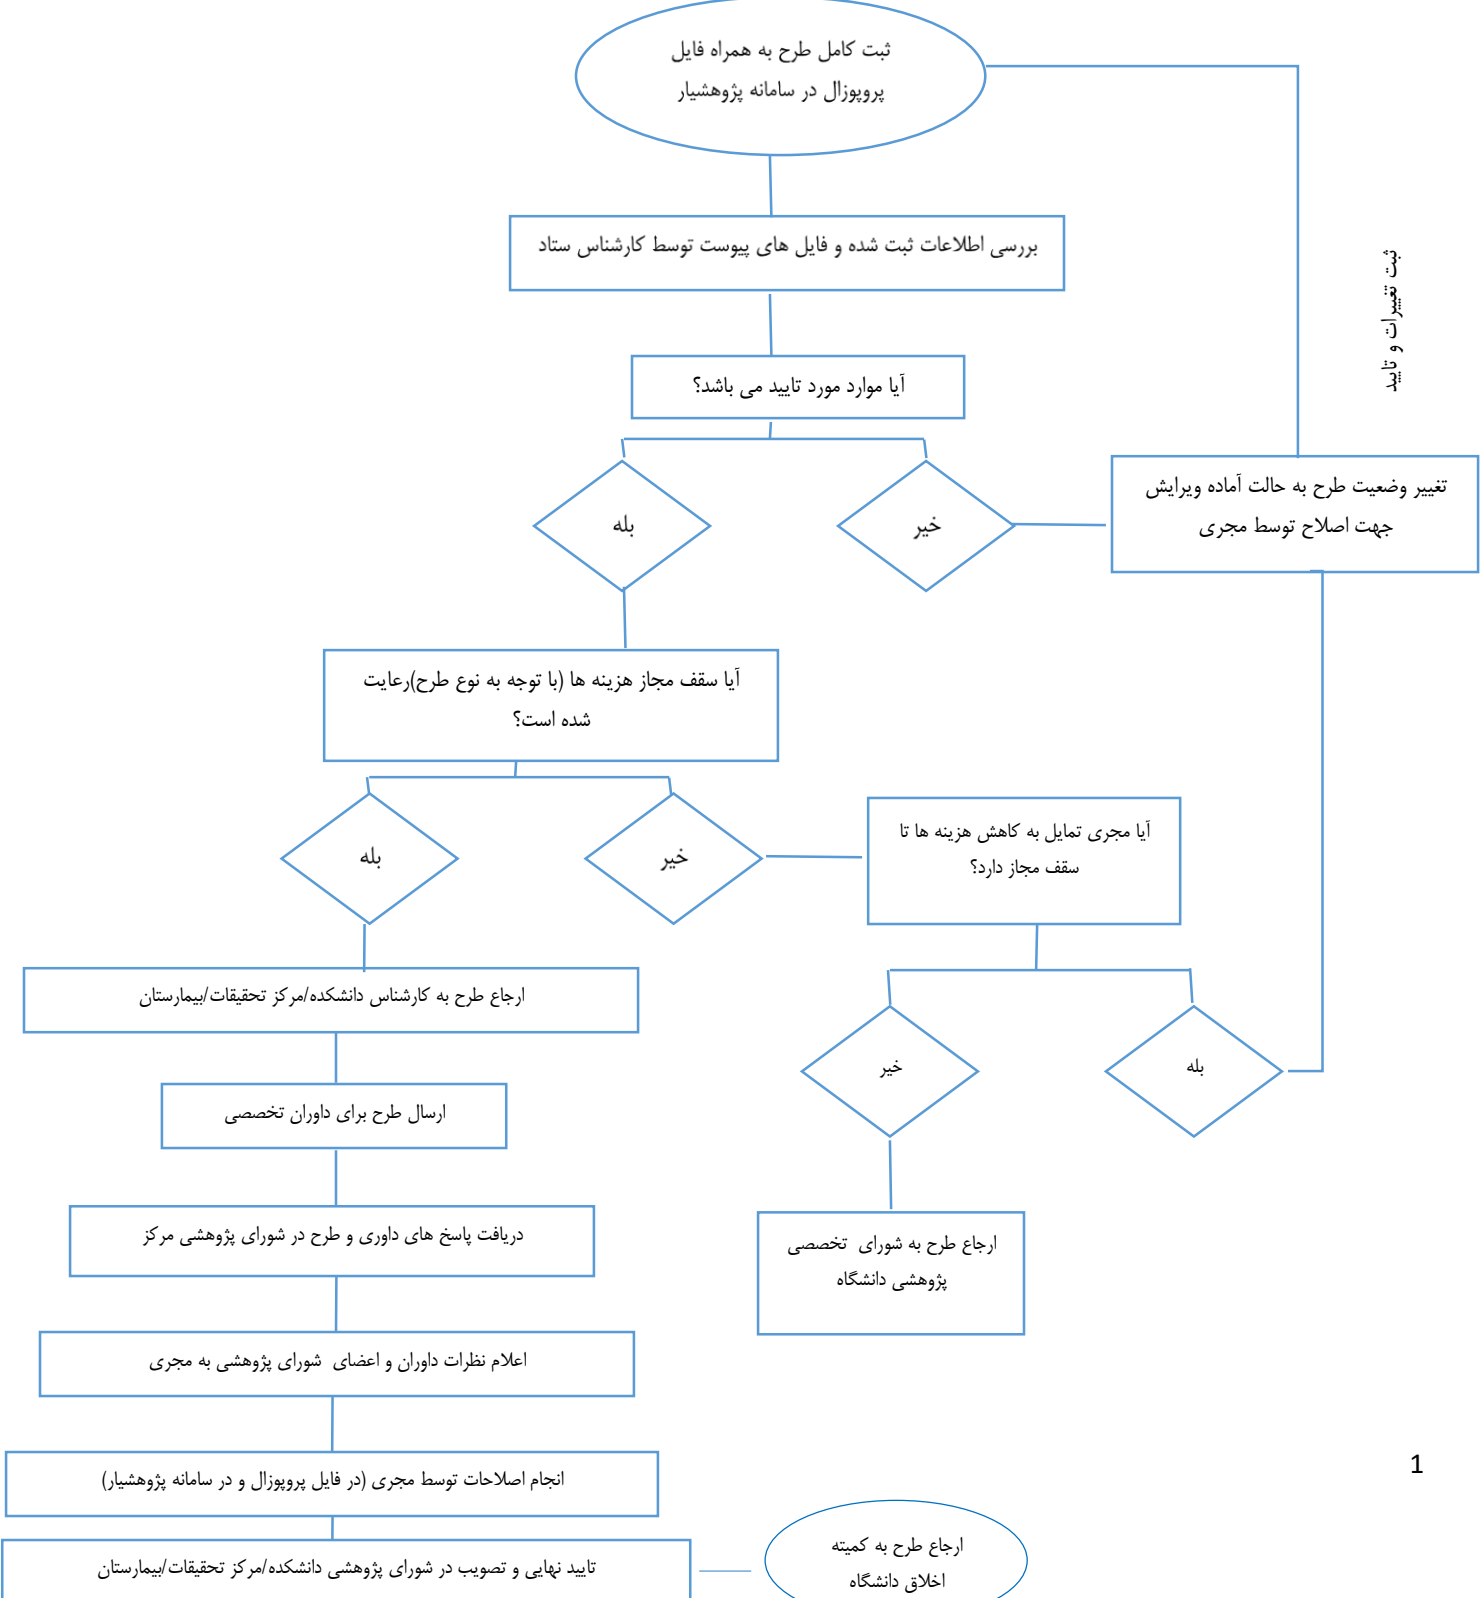 ثبت کامل طرح به همراه فایل
پروپوزال در سامانه پژوهشیار
بررسی اطلاعات ثبت شده و فایل های پیوست توسط کارشناس ستاد
ثبت تغییرات و تایید
آیا موارد مورد تایید می باشد؟
بله
خیر
تغییر وضعیت طرح به حالت آماده ویرایش
جهت اصلاح توسط مجری
آیا سقف مجاز هزینه ها (با توجه به نوع طرح)رعایت
شده است؟
بله
خیر
آیا مجری تمایل به کاهش هزینه ها تا
سقف مجاز دارد؟
خیر
بله
ارجاع طرح به کارشناس دانشکده/مرکز تحقیقات/بیمارستان
ارسال طرح برای داوران تخصصی
دریافت پاسخ های داوری و طرح در شورای پژوهشی مرکز
ارجاع طرح به شورای تخصصی
پژوهشی دانشگاه
اعلام نظرات داوران و اعضای شورای پژوهشی به مجری
انجام اصلاحات توسط مجری (در فایل پروپوزال و در سامانه پژوهشیار)
تایید نهایی و تصویب در شورای پژوهشی دانشکده/مرکز تحقیقات/بیمارستان
ارجاع طرح به کمیته
اخلاق دانشگاه
1